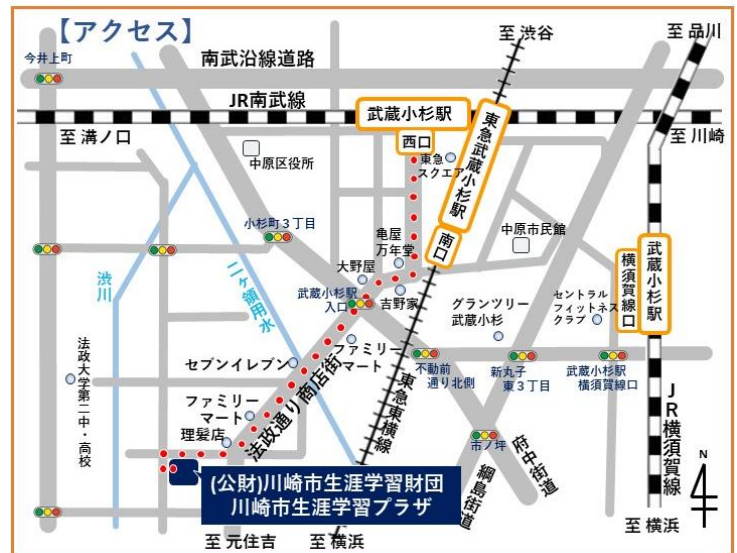 【アクセス】
至 渋谷
至 品川
今井上町
南武沿線道路
JR南武線
武蔵小杉駅
西口
至 溝ノ口
至 川崎
東急武蔵小杉駅
南口
東急
スクエア
中原区役所
小杉町3丁目
中原市民館
亀屋
万年堂
大野屋
武蔵小杉駅
入口
吉野家
グランツリー
武蔵小杉
セントラル
フィットネス
クラブ
横須賀線口
武蔵小杉駅
渋川
二ヶ領用水
法政大学第二中・高校
セブンイレブン
ファミリー
マート
不動前
通り北側
新丸子
東3丁目
武蔵小杉駅
横須賀線口
法政通り商店街
東急東横線
JR横須賀線
ファミリー
マート
理髪店
市ノ坪
府中街道
綱島街道
N
(公財)川崎市生涯学習財団
川崎市生涯学習プラザ
至 元住吉
至 横浜
至 横浜